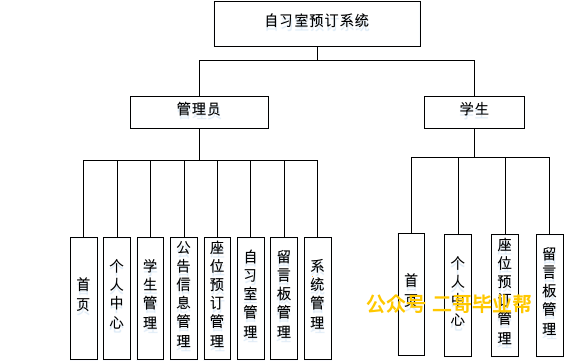 自习室预订系统
管理员
学生
首页
个人中心
学生管理
公告信息管理
座位预订管理
自习室管理
留言板管理
系统管理
首页
个人中心
座位预订管理
留言板管理
公众号 二哥毕业帮